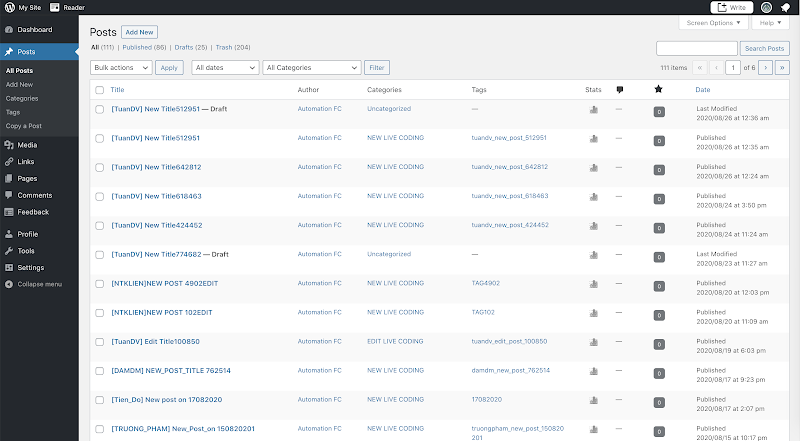 My Site Reader Write
Dashboard
Posts
All Posts
Add New
Categories
Tags
Copy a Post
Media
Links
Pages
Comments
Feedback
Profile
Tools
Settings
Collapse menu
Screen Options ▼ Help ▼
Posts Add New
All (111) | Published (86) | Drafts (25) | Trash (204)
Search Posts
Bulk actions Apply All dates All Categories Filter 111 items « ‹ 1 of 6 › »
Title Author Categories Tags Stats Date
[TuanDV] New Title512951 — Draft Automation FC Uncategorized — — 0 Last Modified
2020/08/26 at 12:36 am
[TuanDV] New Title512951 Automation FC NEW LIVE CODING tuandv_new_post_512951 — 0 Published
2020/08/26 at 12:35 am
[TuanDV] New Title642812 Automation FC NEW LIVE CODING tuandv_new_post_642812 — 0 Published
2020/08/26 at 12:24 am
[TuanDV] New Title618463 Automation FC NEW LIVE CODING tuandv_new_post_618463 — 0 Published
2020/08/24 at 3:50 pm
[TuanDV] New Title424452 Automation FC NEW LIVE CODING tuandv_new_post_424452 — 0 Published
2020/08/24 at 11:24 am
[TuanDV] New Title774682 — Draft Automation FC Uncategorized — — 0 Last Modified
2020/08/23 at 11:27 am
[NTKLIEN]NEW POST 4902EDIT Automation FC NEW LIVE CODING TAG4902 — 0 Published
2020/08/20 at 12:03 pm
[NTKLIEN]NEW POST 102EDIT Automation FC NEW LIVE CODING TAG102 — 0 Published
2020/08/20 at 11:09 am
[TuanDV] Edit Title100850 Automation FC EDIT LIVE CODING tuandv_edit_post_100850 — 0 Published
2020/08/19 at 6:03 pm
[DAMDM] NEW_POST_TITLE 762514 Automation FC NEW LIVE CODING damdm_new_post_762514 — 0 Published
2020/08/17 at 9:23 pm
[Tien_Do] New post on 17082020 Automation FC NEW LIVE CODING 17082020 — 0 Published
2020/08/17 at 2:07 pm
[TRUONG_PHAM] New_Post_on 150820201 Automation FC NEW LIVE CODING truongpham_new_post_150820 — 0 Published
201 2020/08/15 at 10:17 pm